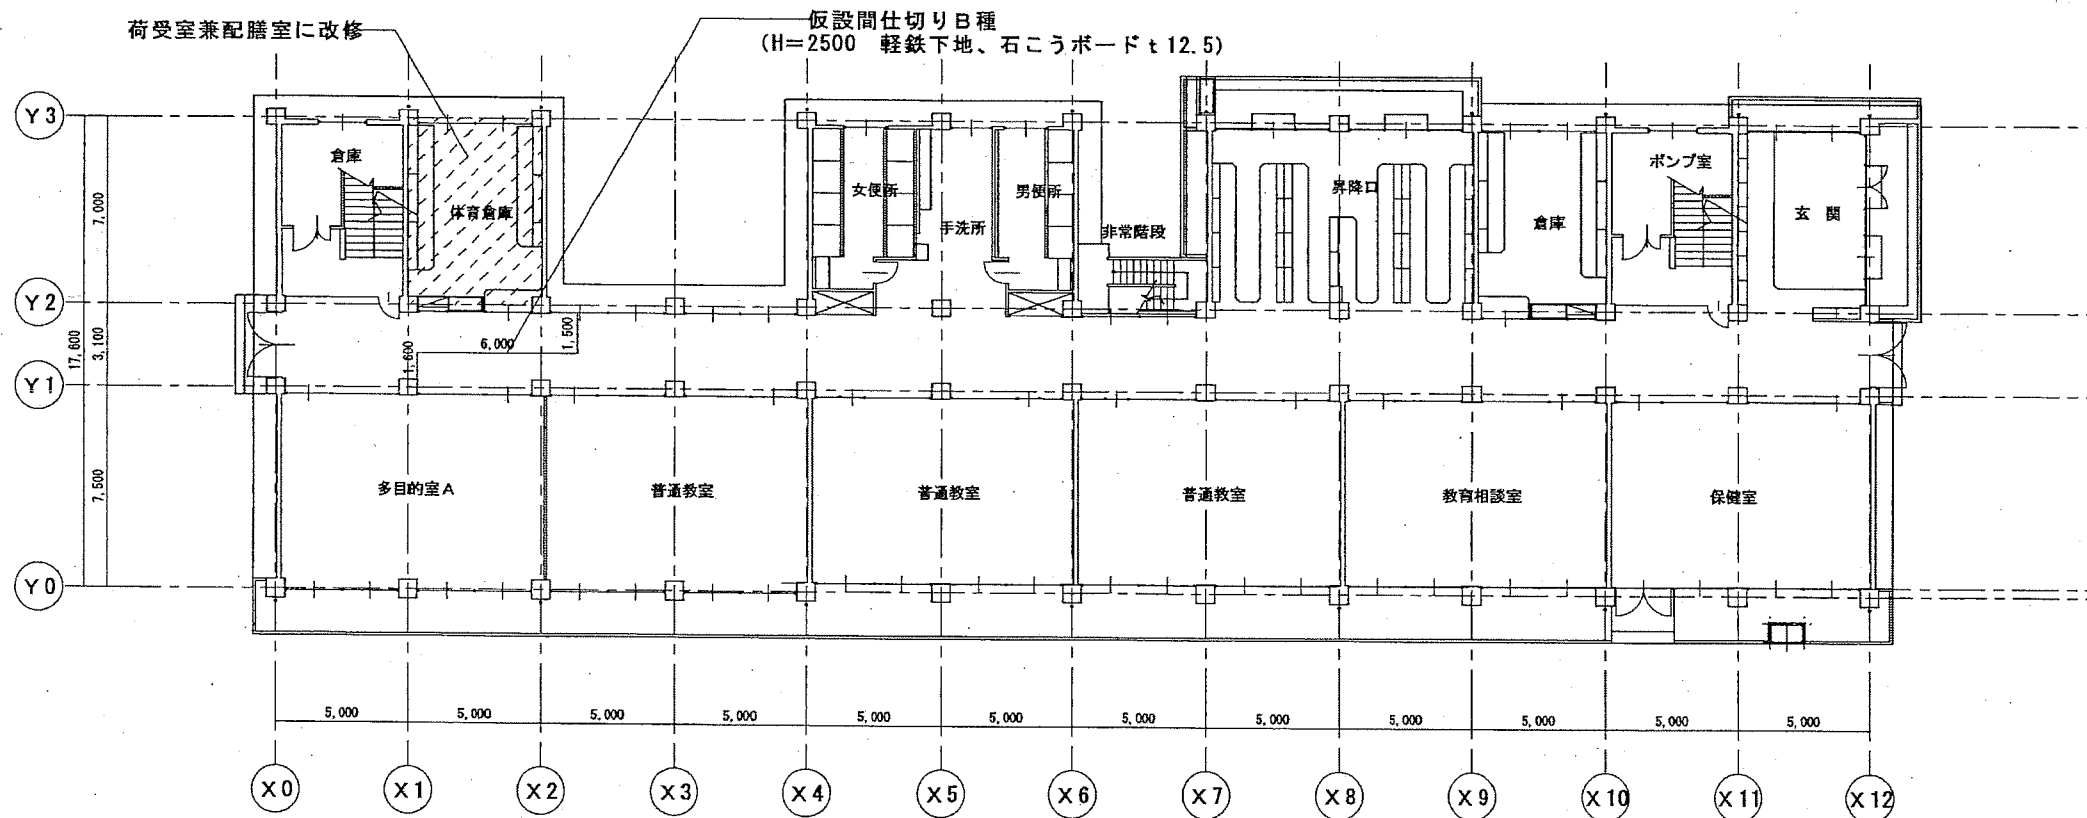 荷受室兼配膳室に改修
仮設間仕切りB種
(H=2500 軽鉄下地、石こうボードt12.5)
Y3
Y2
Y1
Y0
17,600
7,000
3,100
7,500
倉庫
体育倉庫
女便所
手洗所
男便所
非常階段
昇降口
倉庫
ポンプ室
玄 関
1,600
6,000
1,500
多目的室A
普通教室
普通教室
普通教室
教育相談室
保健室
5,000 5,000 5,000 5,000 5,000 5,000 5,000 5,000 5,000 5,000 5,000 5,000
X0 X1 X2 X3 X4 X5 X6 X7 X8 X9 X10 X11 X12